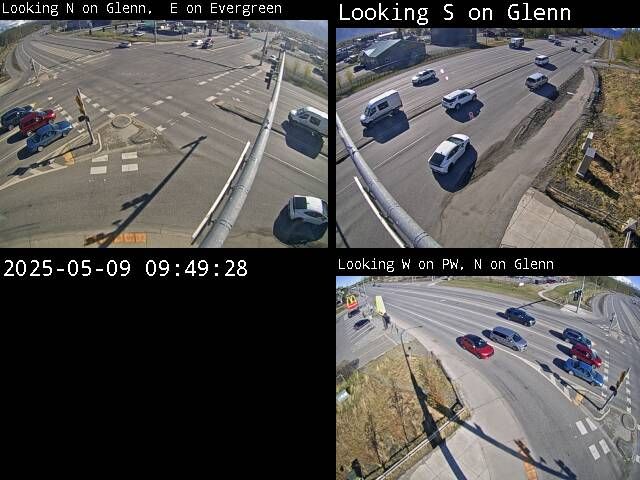 Looking N on Glenn, E on Evergreen
Looking S on Glenn
2025-05-09 09:49:28
Looking W on PW, N on Glenn